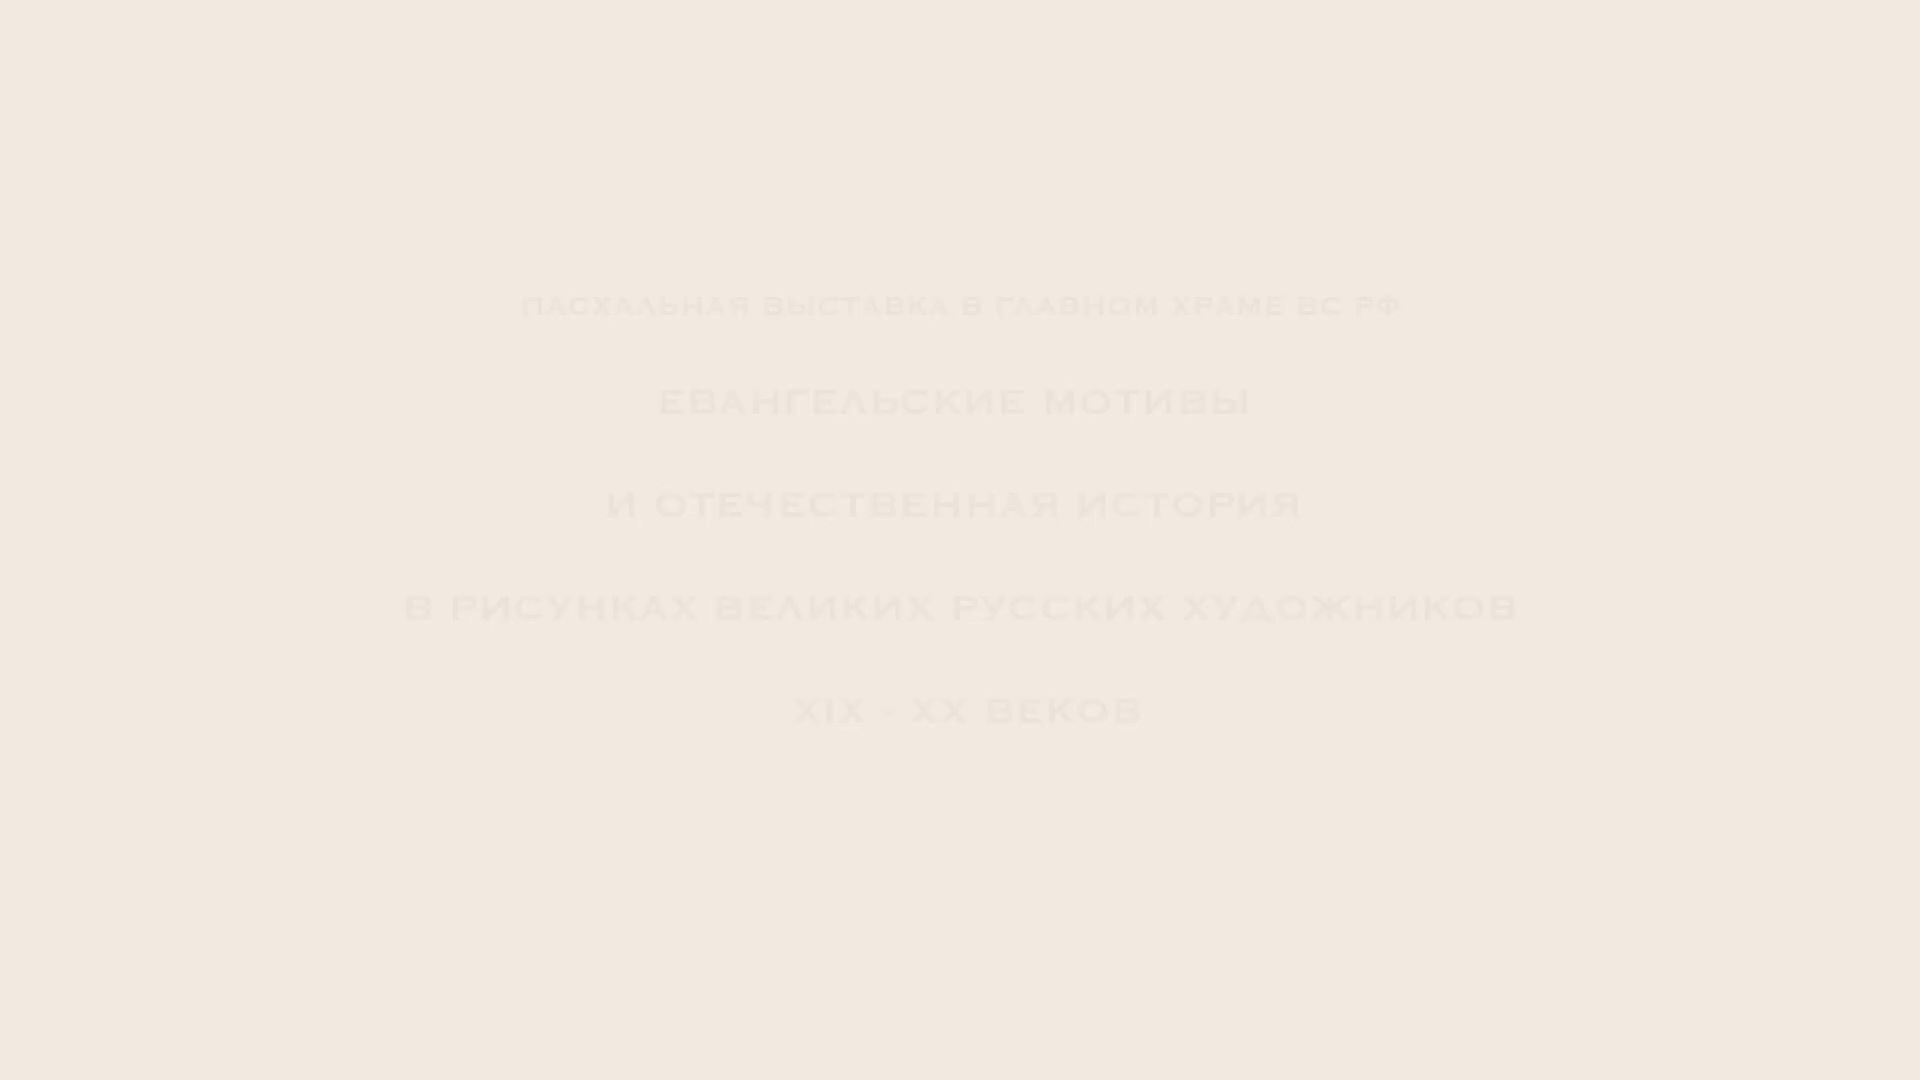 ПАСХАЛЬНАЯ ВЫСТАВКА В ГЛАВНОМ ХРАМЕ ВС РФ
ЕВАНГЕЛЬСКИЕ МОТИВЫ
И ОТЕЧЕСТВЕННАЯ ИСТОРИЯ
В РИСУНКАХ ВЕЛИКИХ РУССКИХ ХУДОЖНИКОВ
XIX - XX ВЕКОВ